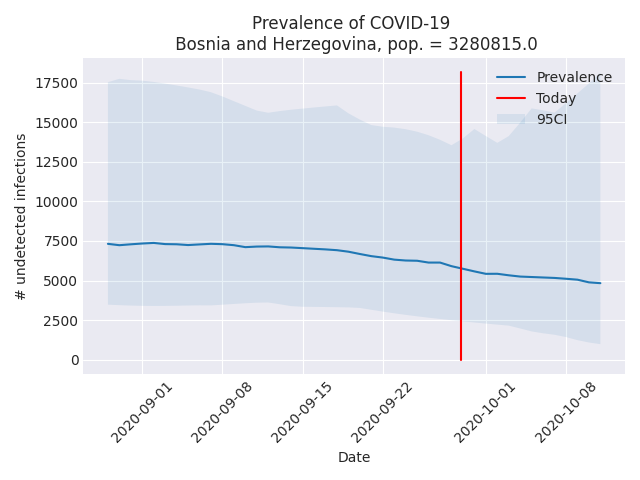 Prevalence of COVID-19
Bosnia and Herzegovina, pop. = 3280815.0
Prevalence
Today
95CI
17500
15000
12500
10000
7500
5000
2500
0
# undetected infections
2020-09-01
2020-09-08
2020-09-15
2020-09-22
2020-10-01
2020-10-08
Date